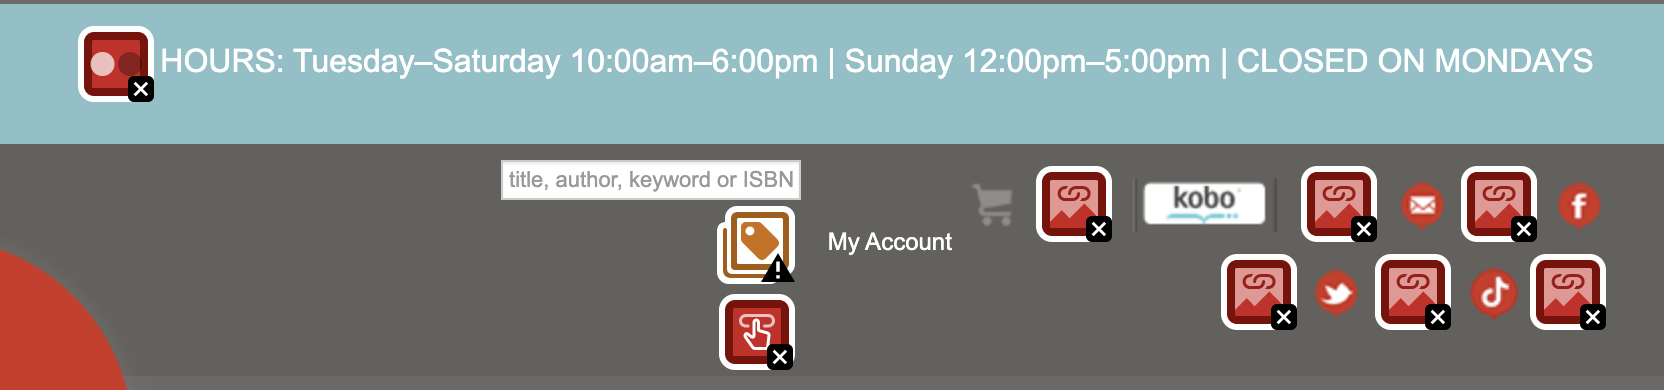 HOURS: Tuesday–Saturday 10:00am–6:00pm | Sunday 12:00pm–5:00pm | CLOSED ON MONDAYS
title, author, keyword or ISBN
kobo
My Account